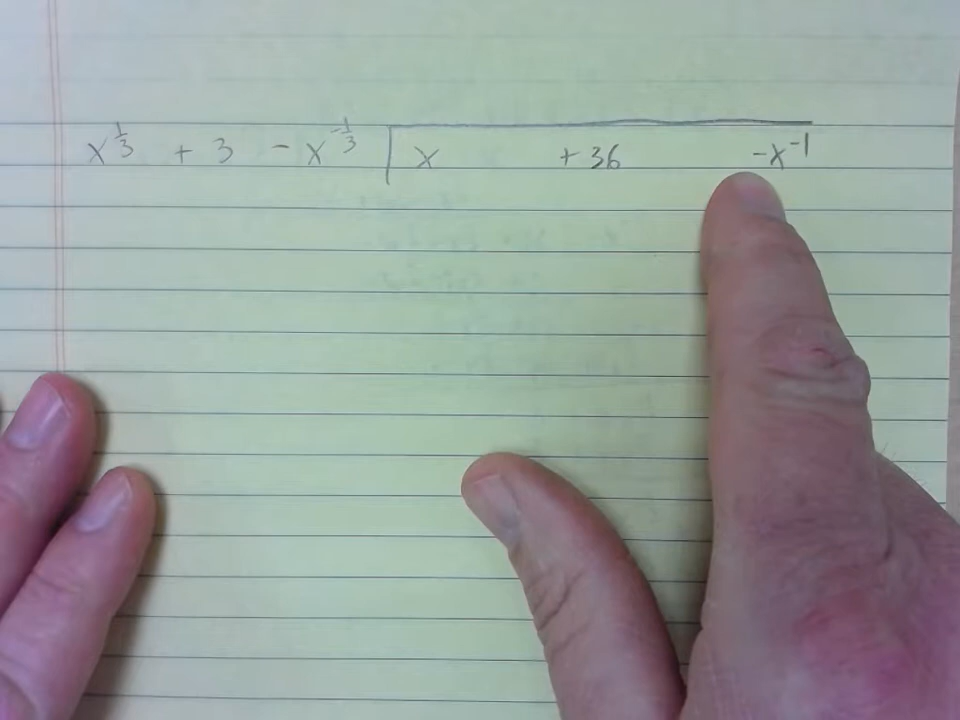 x^{1/3} + 3 - x^{-1/3} | x + 36 -x^{-1}